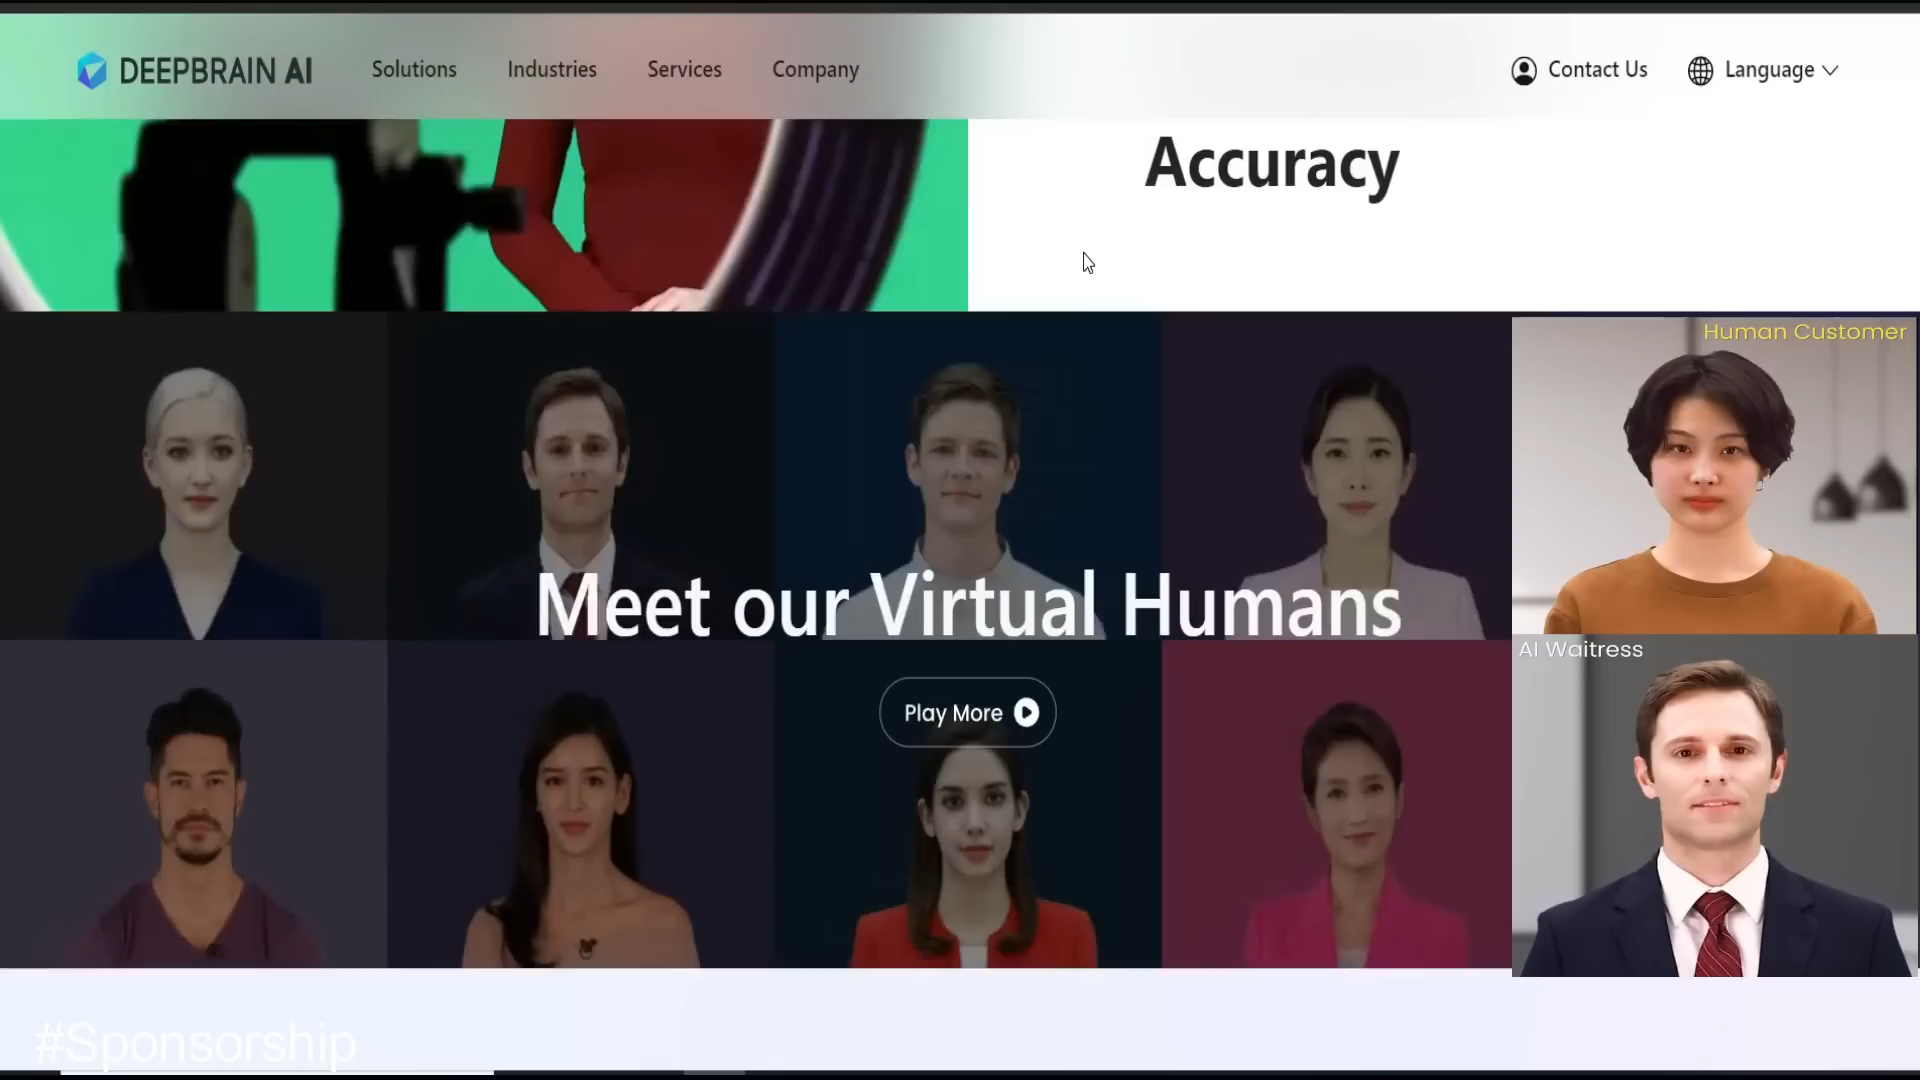 DEEPBRAIN AI
Solutions
Industries
Services
Company
Contact Us
Language
Accuracy
Human Customer
Meet our Virtual Humans
AI Waitress
Play More
#Sponsorship